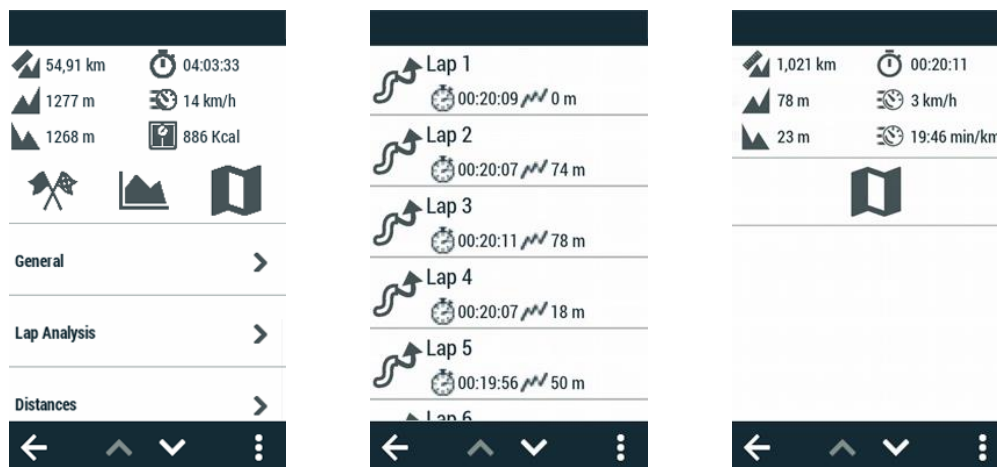 54,91 km 04:03:33
1277 m 14 km/h
1268 m 886 Kcal
General
Lap Analysis
Distances
Lap 1
00:20:09 0 m
Lap 2
00:20:07 74 m
Lap 3
00:20:11 78 m
Lap 4
00:20:07 18 m
Lap 5
00:19:56 50 m
Lap 6
1,021 km 00:20:11
78 m 3 km/h
23 m 19:46 min/km